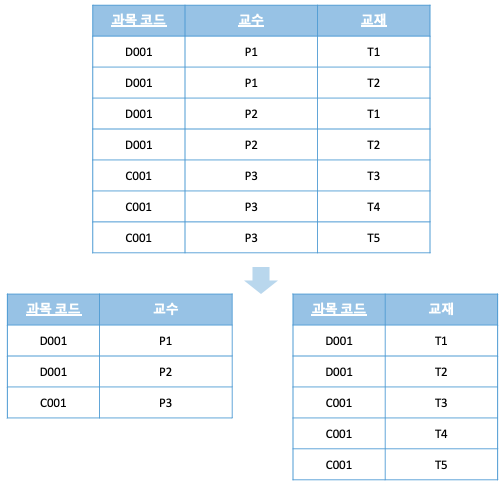 과목 코드 교수 교재
D001 P1 T1
D001 P1 T2
D001 P2 T1
D001 P2 T2
C001 P3 T3
C001 P3 T4
C001 P3 T5
과목 코드 교수
D001 P1
D001 P2
C001 P3
과목 코드 교재
D001 T1
D001 T2
C001 T3
C001 T4
C001 T5